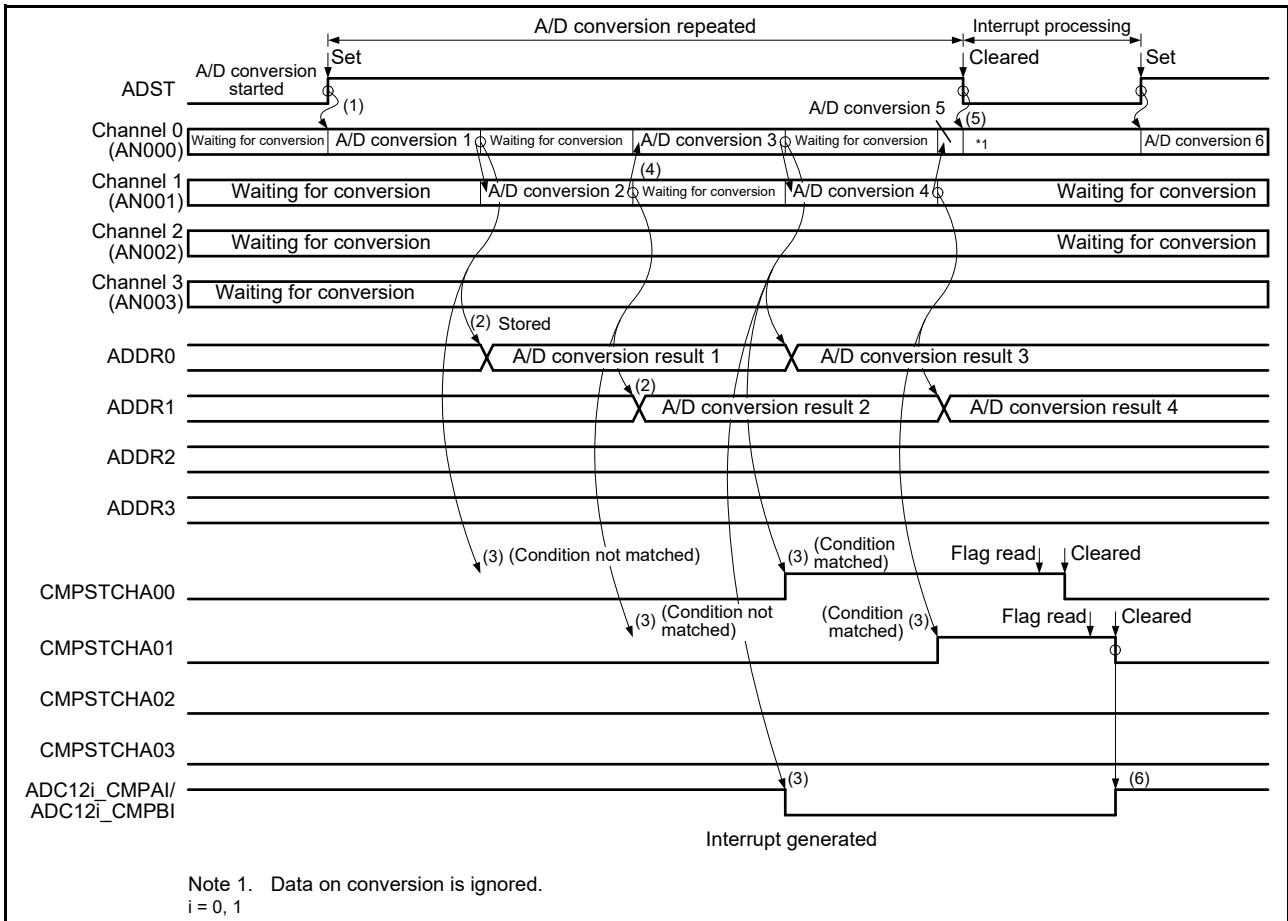 A/D conversion repeated
Interrupt processing
Set
Cleared
Set
A/D conversion
started
ADST
(1)
A/D conversion 5
(5)
Channel 0
(AN000)
Waiting for conversion
A/D conversion 1
Waiting for conversion
A/D conversion 3
Waiting for conversion
*1
A/D conversion 6
(4)
Channel 1
(AN001)
Waiting for conversion
A/D conversion 2
Waiting for conversion
A/D conversion 4
Waiting for conversion
Channel 2
(AN002)
Waiting for conversion
Waiting for conversion
Channel 3
(AN003)
Waiting for conversion
(2) Stored
ADDR0
A/D conversion result 1
A/D conversion result 3
(2)
ADDR1
A/D conversion result 2
A/D conversion result 4
ADDR2
ADDR3
(3) (Condition not matched)
(3) (Condition
matched)
Flag read
Cleared
CMPSTCHA00
(3) (Condition not
matched)
(Condition
matched) (3)
Flag read
Cleared
CMPSTCHA01
CMPSTCHA02
CMPSTCHA03
ADC12i_CMPAI/
ADC12i_CMPBI
(3)
(6)
Interrupt generated
Note 1. Data on conversion is ignored.
i = 0, 1